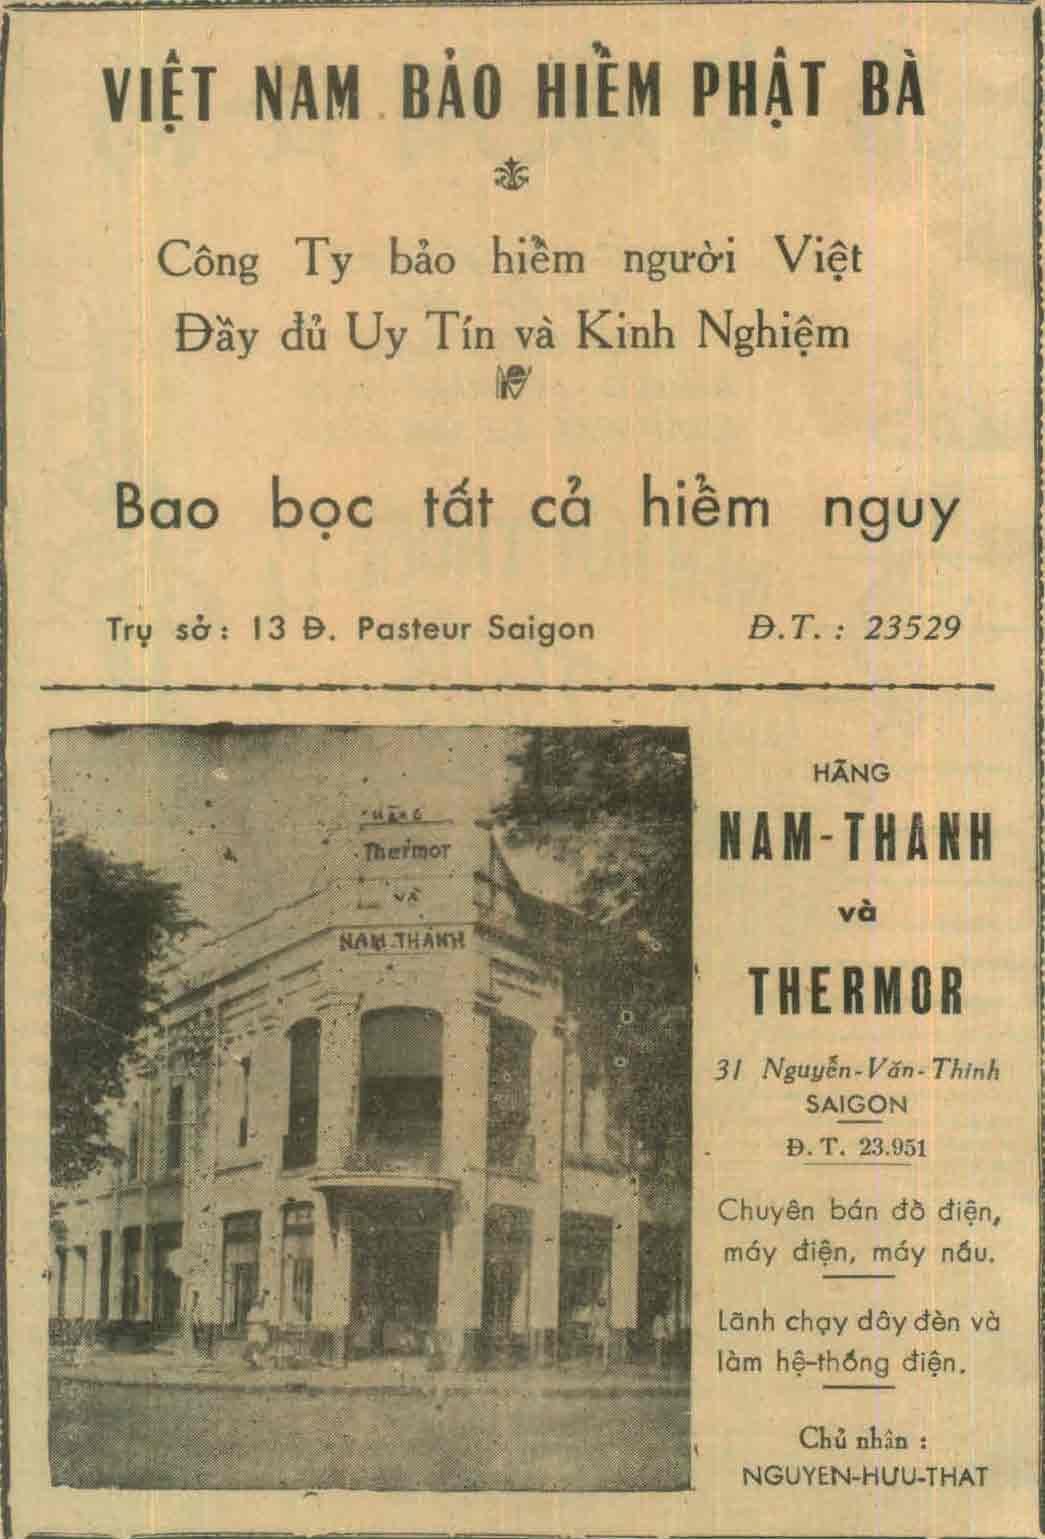 VIỆT NAM BẢO HIỂM PHẬT BÀ
Công Ty bảo hiểm người Việt
Đầy đủ Uy Tín và Kinh Nghiệm
Bao bọc tất cả hiểm nguy
Trụ sở : 13 Đ. Pasteur Saigon
Đ.T. : 23529
HÃNG
Thermor
VÀ
NAM-THANH
HÃNG
NAM-THANH
và
THERMOR
31 Nguyễn-Văn-Thinh
SAIGON
Đ. T. 23.951
Chuyên bán đồ điện,
máy điện, máy nấu.
Lãnh chạy dây đèn và
làm hệ-thống điện.
Chủ nhân :
NGUYEN-HƯU-THAT